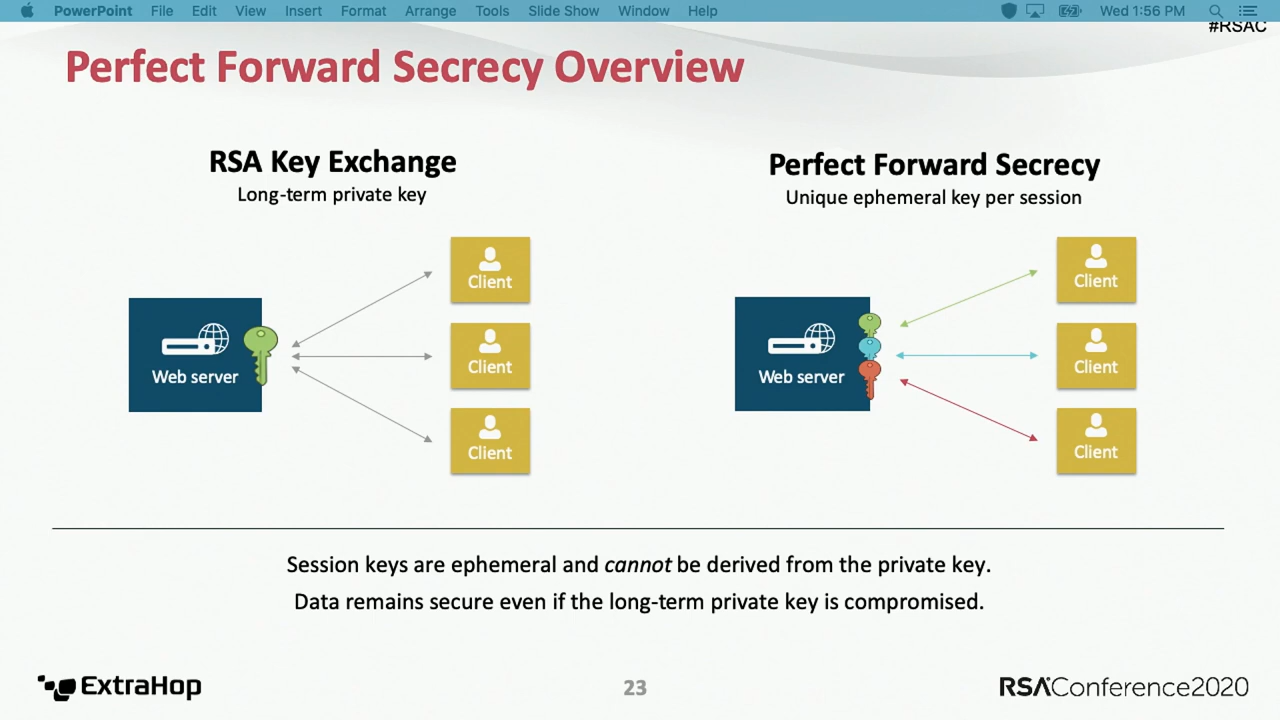 PowerPoint File Edit View Insert Format Arrange Tools Slide Show Window Help Wed 1:56 PM
#RSAC
Perfect Forward Secrecy Overview
RSA Key Exchange
Long-term private key
Web server
Client
Client
Client
Perfect Forward Secrecy
Unique ephemeral key per session
Web server
Client
Client
Client
Session keys are ephemeral and cannot be derived from the private key.
Data remains secure even if the long-term private key is compromised.
ExtraHop
23
RSAConference2020